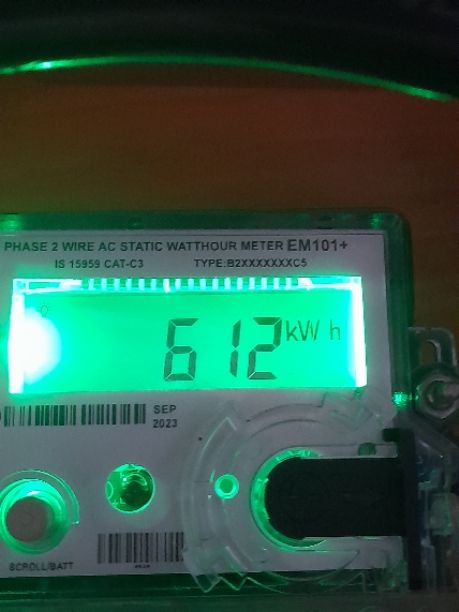 PHASE 2 WIRE AC STATIC WATTHOUR METER EM101+
IS 15959 CAT-C3 TYPE:B2XXXXXXXC5
612 kW h
SEP
2023
SCROLL/BATT